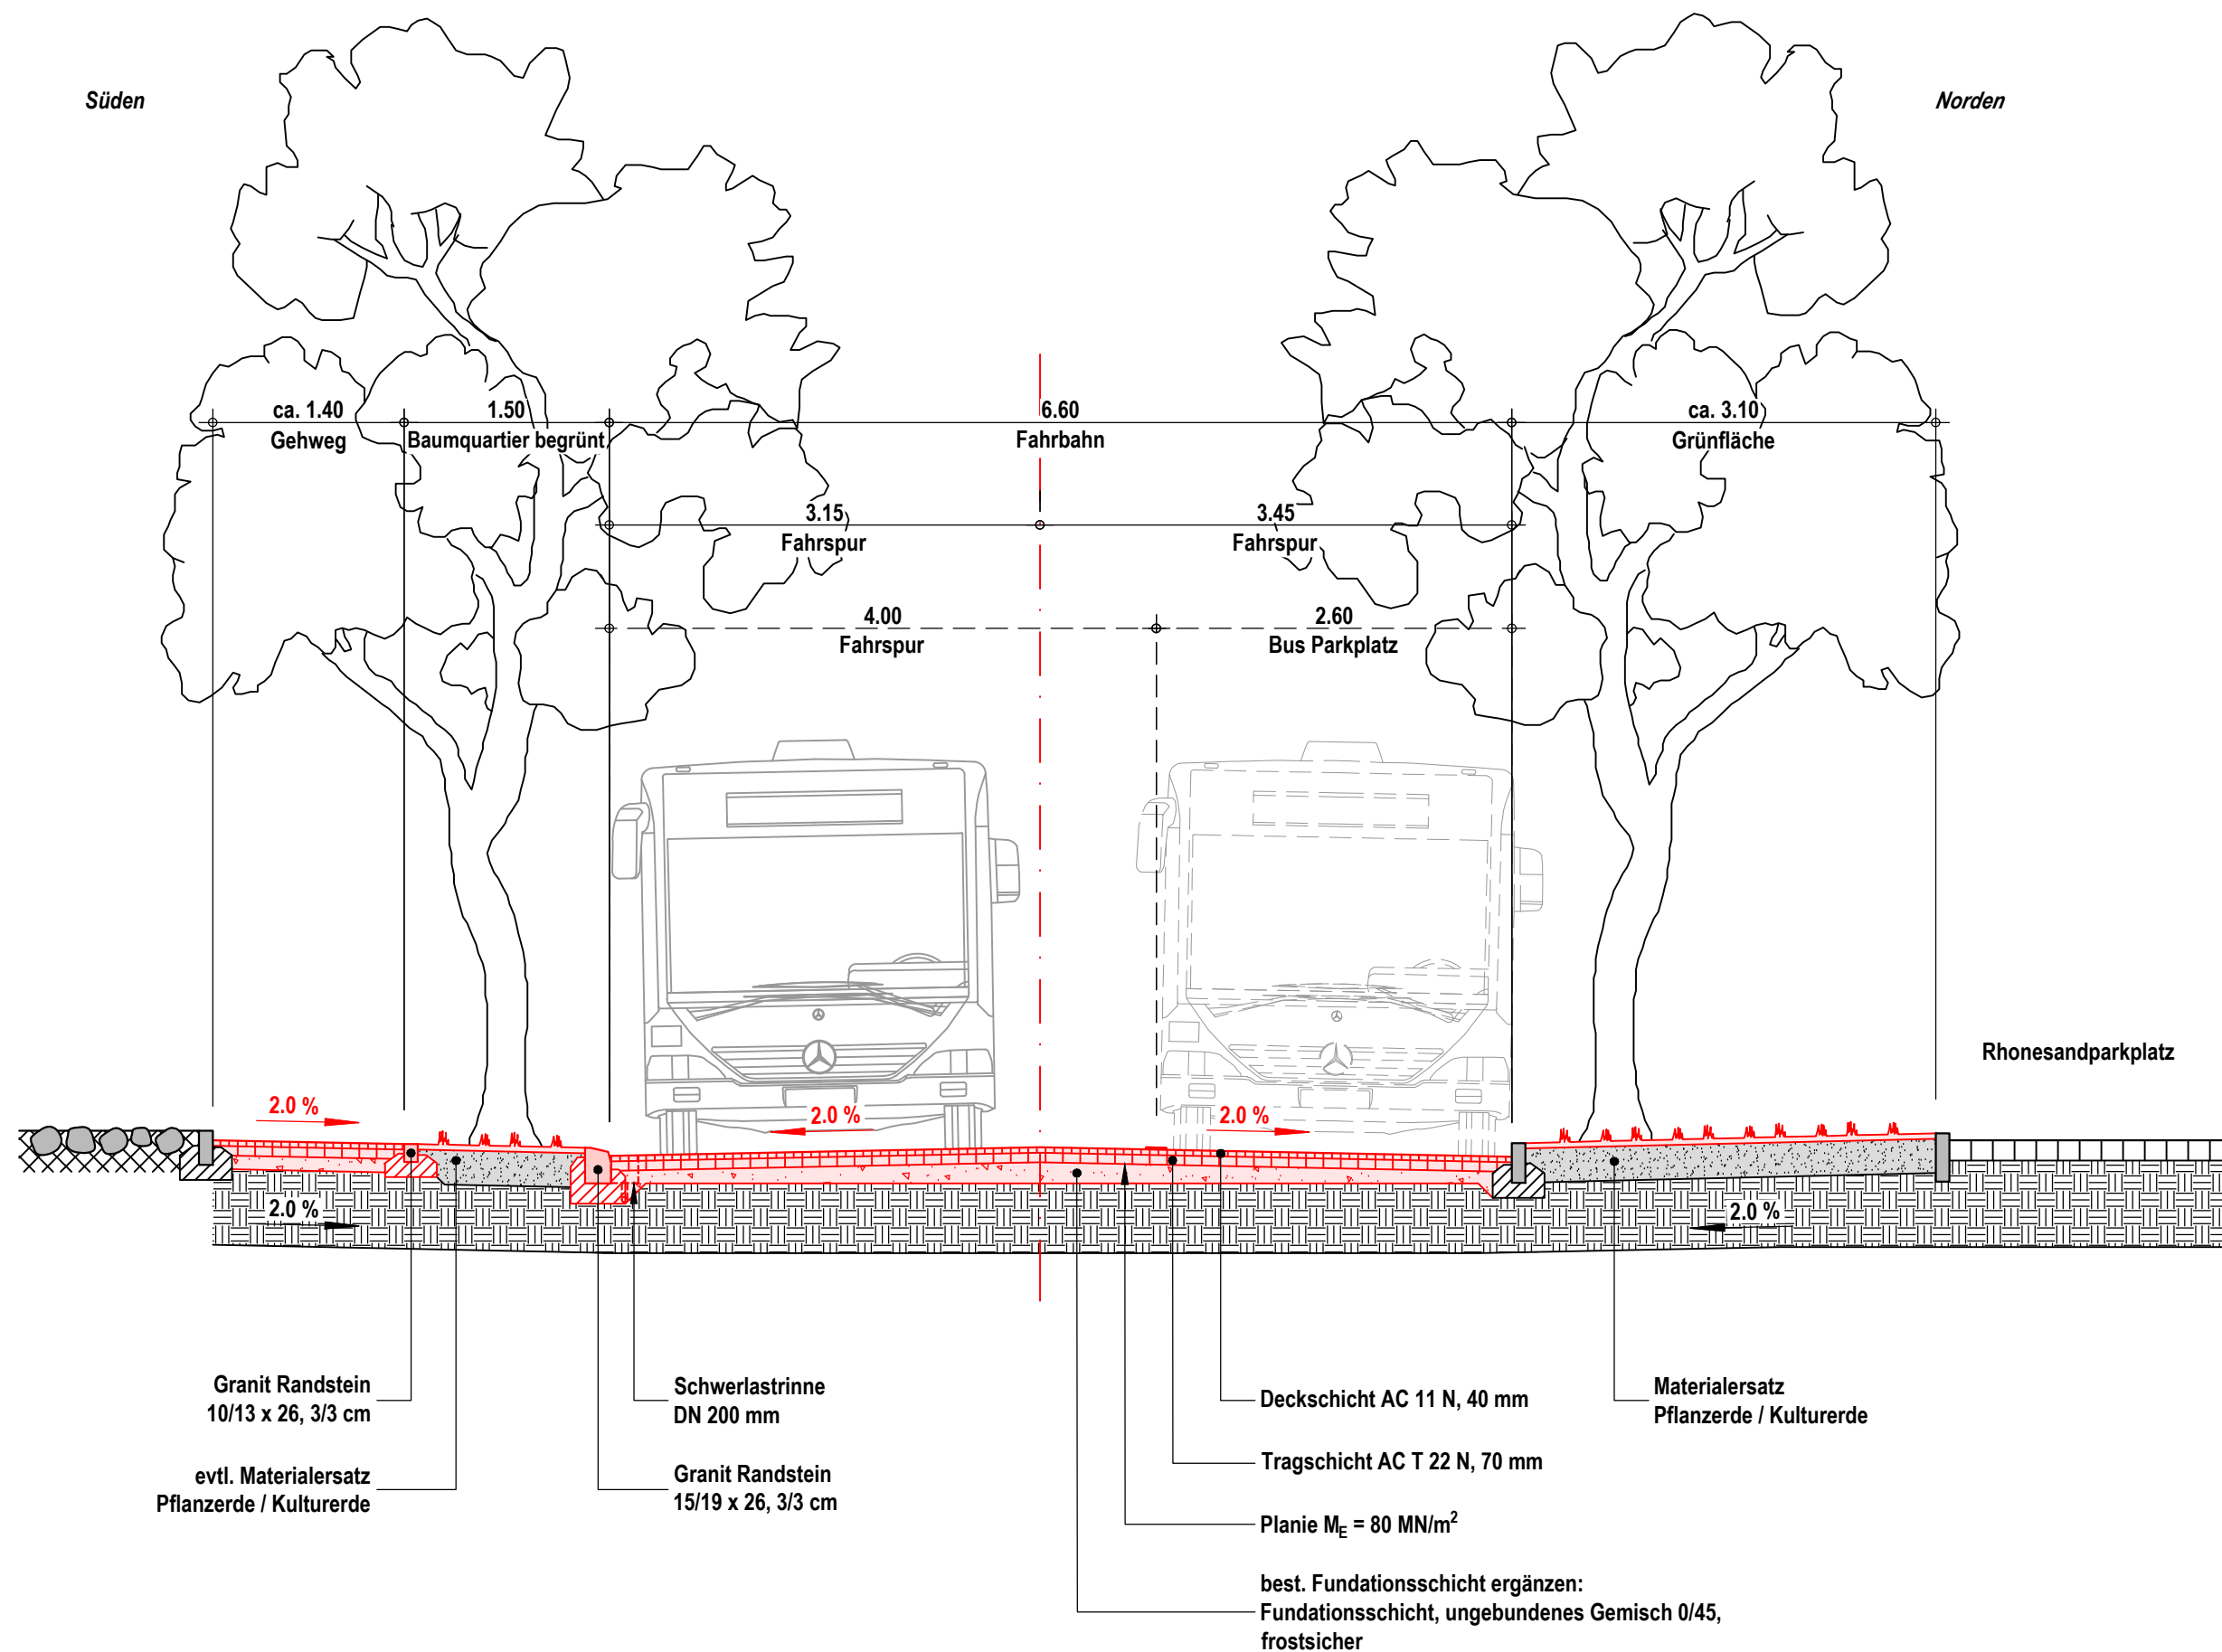 Süden
Norden
ca. 1.40
Gehweg
1.50
Baumquartier begrünt
6.60
Fahrbahn
ca. 3.10
Grünfläche
3.15
Fahrspur
3.45
Fahrspur
4.00
Fahrspur
2.60
Bus Parkplatz
Rhonesandparkplatz
2.0 %
2.0 %
2.0 %
2.0 %
2.0 %
Granit Randstein
10/13 x 26, 3/3 cm
evtl. Materialersatz
Pflanzerde / Kulturerde
Schwerlastrinne
DN 200 mm
Granit Randstein
15/19 x 26, 3/3 cm
Deckschicht AC 11 N, 40 mm
Tragschicht AC T 22 N, 70 mm
Planie M_E = 80 MN/m²
best. Fundationsschicht ergänzen:
Fundationsschicht, ungebundenes Gemisch 0/45,
frostsicher
Materialersatz
Pflanzerde / Kulturerde